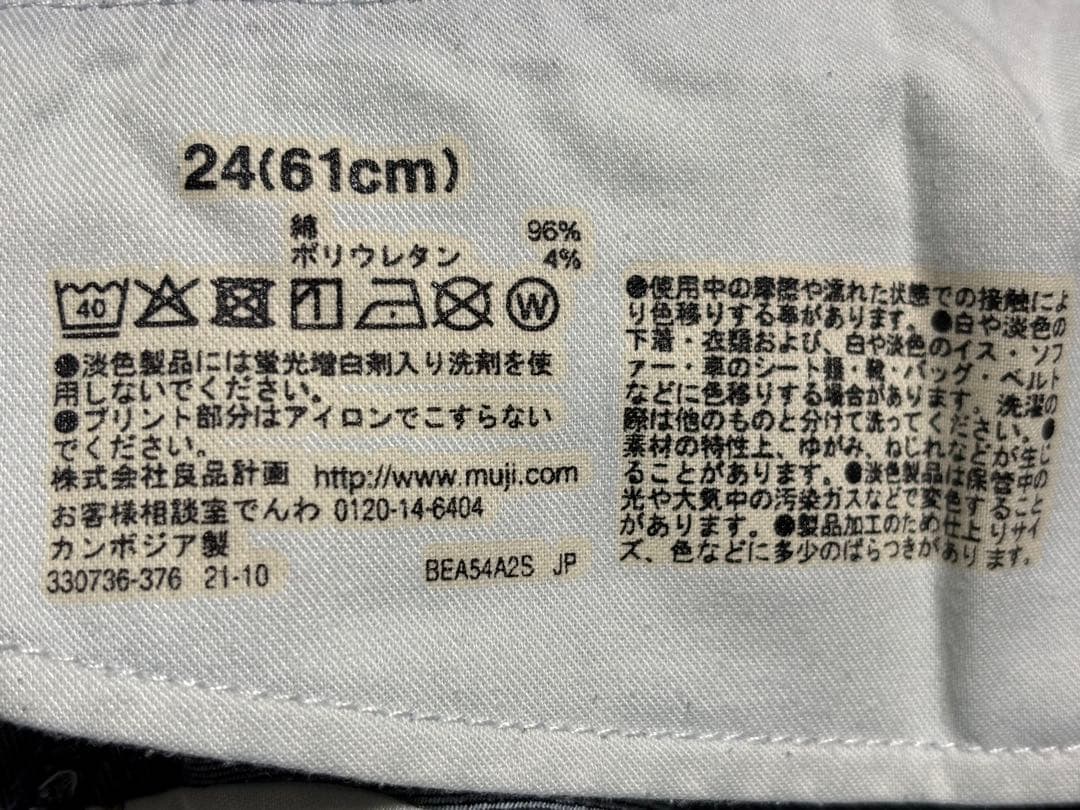 24(61cm)
綿 96%
ポリウレタン 4%
40 W
●淡色製品には蛍光増白剤入り洗剤を使
用しないでください。
●プリント部分はアイロンでこすらない
でください。
株式会社良品計画 http://www.muji.com
お客様相談室でんわ 0120-14-6404
カンボジア製
330736-376 21-10
BEA54A2S JP
●使用中の摩擦や濡れた状態での接触によ
り色移りする事があります。●白や淡色の
下着・衣類および、白や淡色のイス・ソフ
ァー・車のシート類・靴・バッグ・ベルト
などに色移りする場合があります。洗濯の
際は他のものと分けて洗ってください。●
素材の特性上、ゆがみ、ねじれなどが生じ
ることがあります。●淡色製品は保管中の
光や大気中の汚染ガスなどで変色すること
があります。●製品加工のため仕上りサイ
ズ、色などに多少のばらつきがあります。